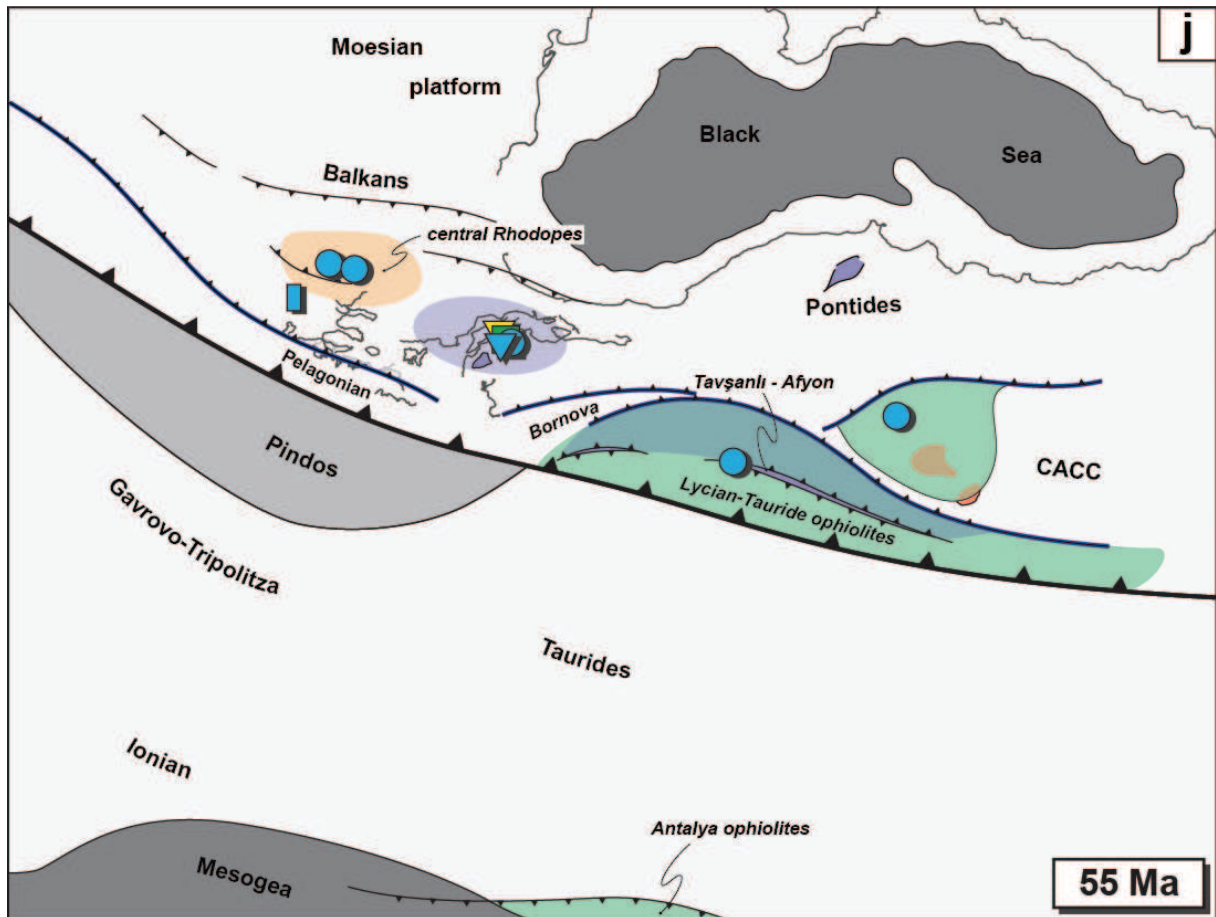 j
Moesian
platform
Black
Sea
Balkans
central Rhodopes
Pontides
Pelagonian
Tavşanlı - Afyon
Bornova
Pindos
CACC
Lycian-Tauride ophiolites
Gavrovo-Tripolitza
Taurides
Ionian
Antalya ophiolites
Mesogea
55 Ma